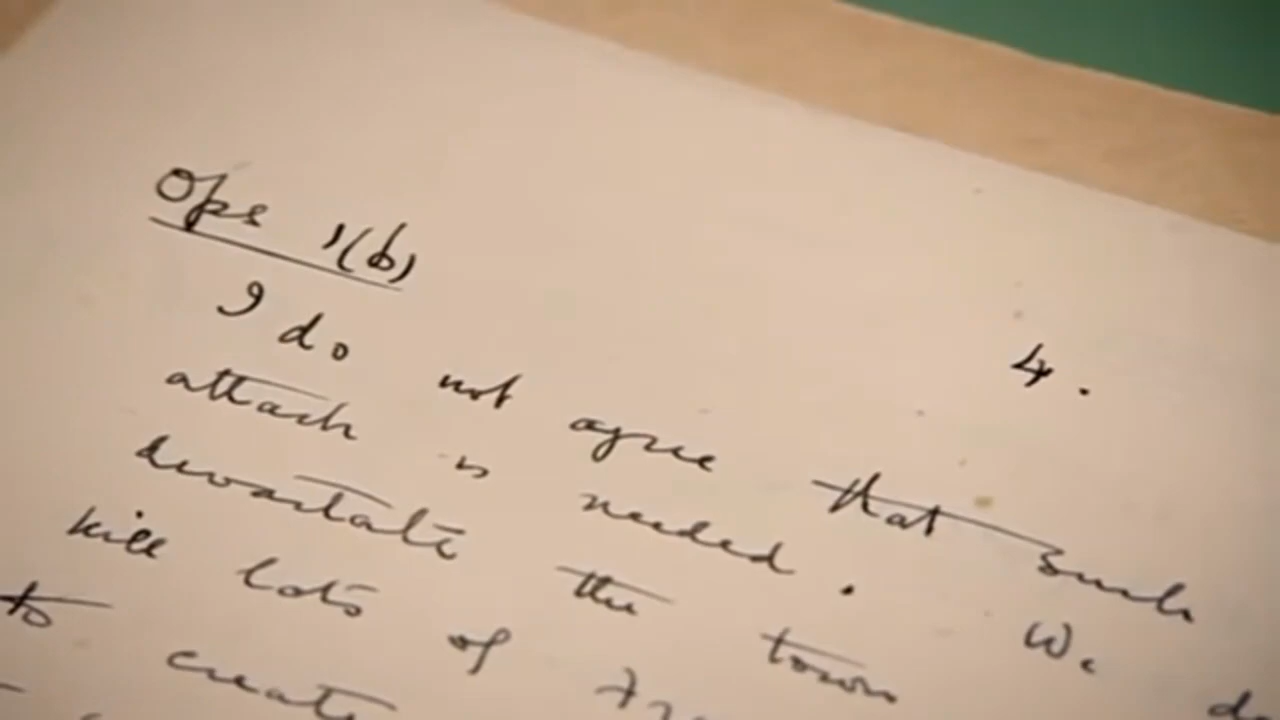 Ops 1(b)
4.
I do not agree that such
attack is needed. We
devastate the town
kill lots of
to create